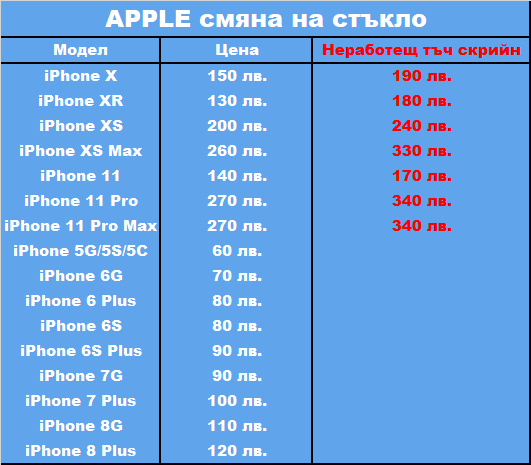 APPLE смяна на стъкло
Модел Цена Неработещ тъч скрийн
iPhone X 150 лв. 190 лв.
iPhone XR 130 лв. 180 лв.
iPhone XS 200 лв. 240 лв.
iPhone XS Max 260 лв. 330 лв.
iPhone 11 140 лв. 170 лв.
iPhone 11 Pro 270 лв. 340 лв.
iPhone 11 Pro Max 270 лв. 340 лв.
iPhone 5G/5S/5C 60 лв.
iPhone 6G 70 лв.
iPhone 6 Plus 80 лв.
iPhone 6S 80 лв.
iPhone 6S Plus 90 лв.
iPhone 7G 90 лв.
iPhone 7 Plus 100 лв.
iPhone 8G 110 лв.
iPhone 8 Plus 120 лв.